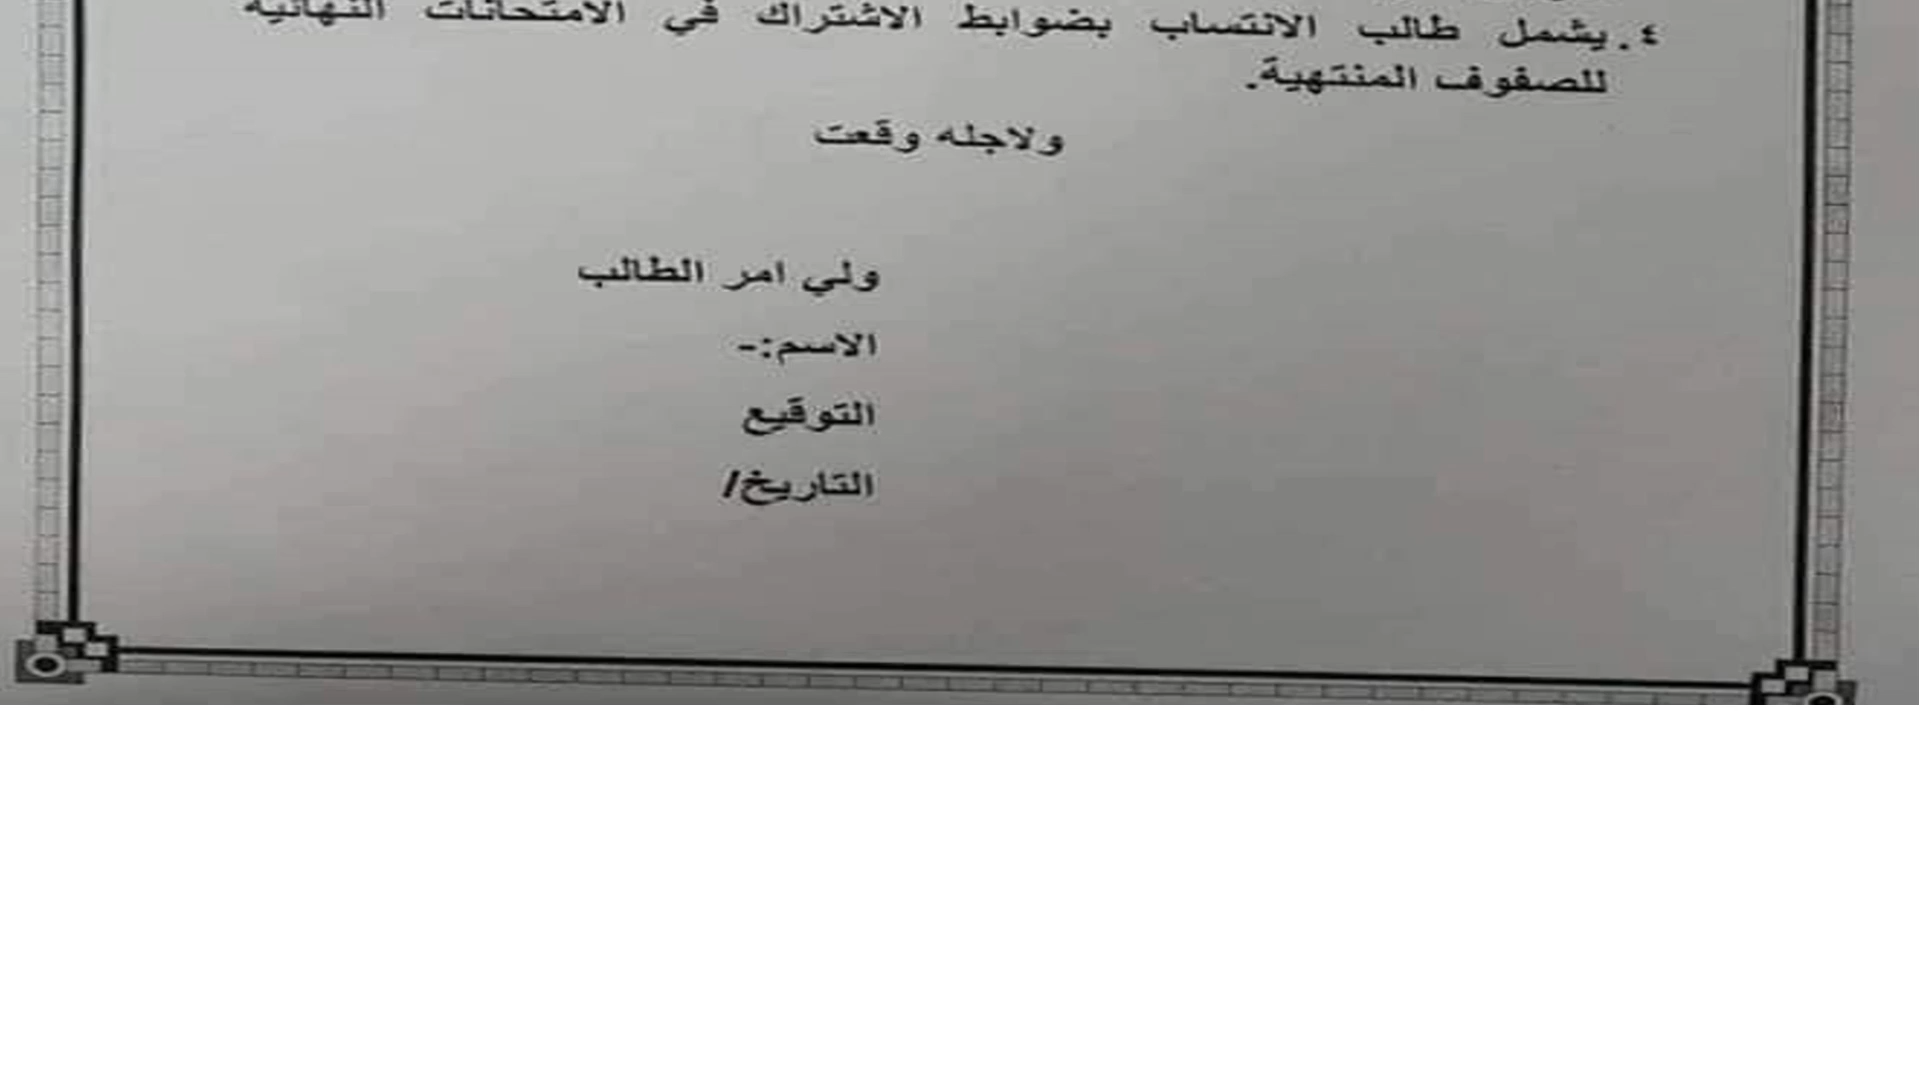 ٤. يشمل طالب الانتساب بضوابط الاشتراك في الامتحانات النهائية
للصفوف المنتهية.
ولاجله وقعت
ولي امر الطالب
الاسم:-
التوقيع
التاريخ/